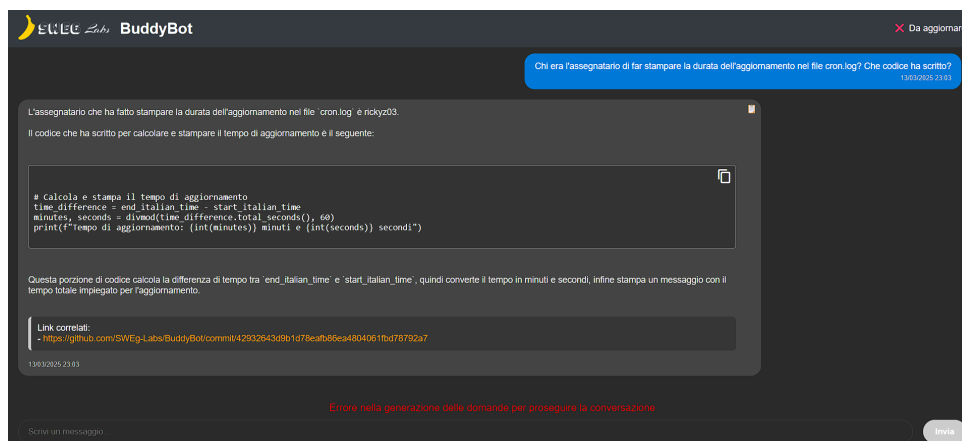 SWEG Labs BuddyBot
Da aggiornare
Chi era l'assegnatario di far stampare la durata dell'aggiornamento nel file cron.log? Che codice ha scritto?
13/03/2025 23:03
L'assegnatario che ha fatto stampare la durata dell'aggiornamento nel file `cron.log` è rickyz03.
Il codice che ha scritto per calcolare e stampare il tempo di aggiornamento è il seguente:
# Calcola e stampa il tempo di aggiornamento
time_difference = end_italian_time - start_italian_time
minutes, seconds = divmod(time_difference.total_seconds(), 60)
print(f"Tempo di aggiornamento: {int(minutes)} minuti e {int(seconds)} secondi")
Questa porzione di codice calcola la differenza di tempo tra `end_italian_time` e `start_italian_time`, quindi converte il tempo in minuti e secondi, infine stampa un messaggio con il
tempo totale impiegato per l'aggiornamento.
Link correlati:
- https://github.com/SWEg-Labs/BuddyBot/commit/42932643d9b1d78eafb86ea4804061fbd78792a7
13/03/2025 23:03
Errore nella generazione delle domande per proseguire la conversazione
Scrivi un messaggio
Invia